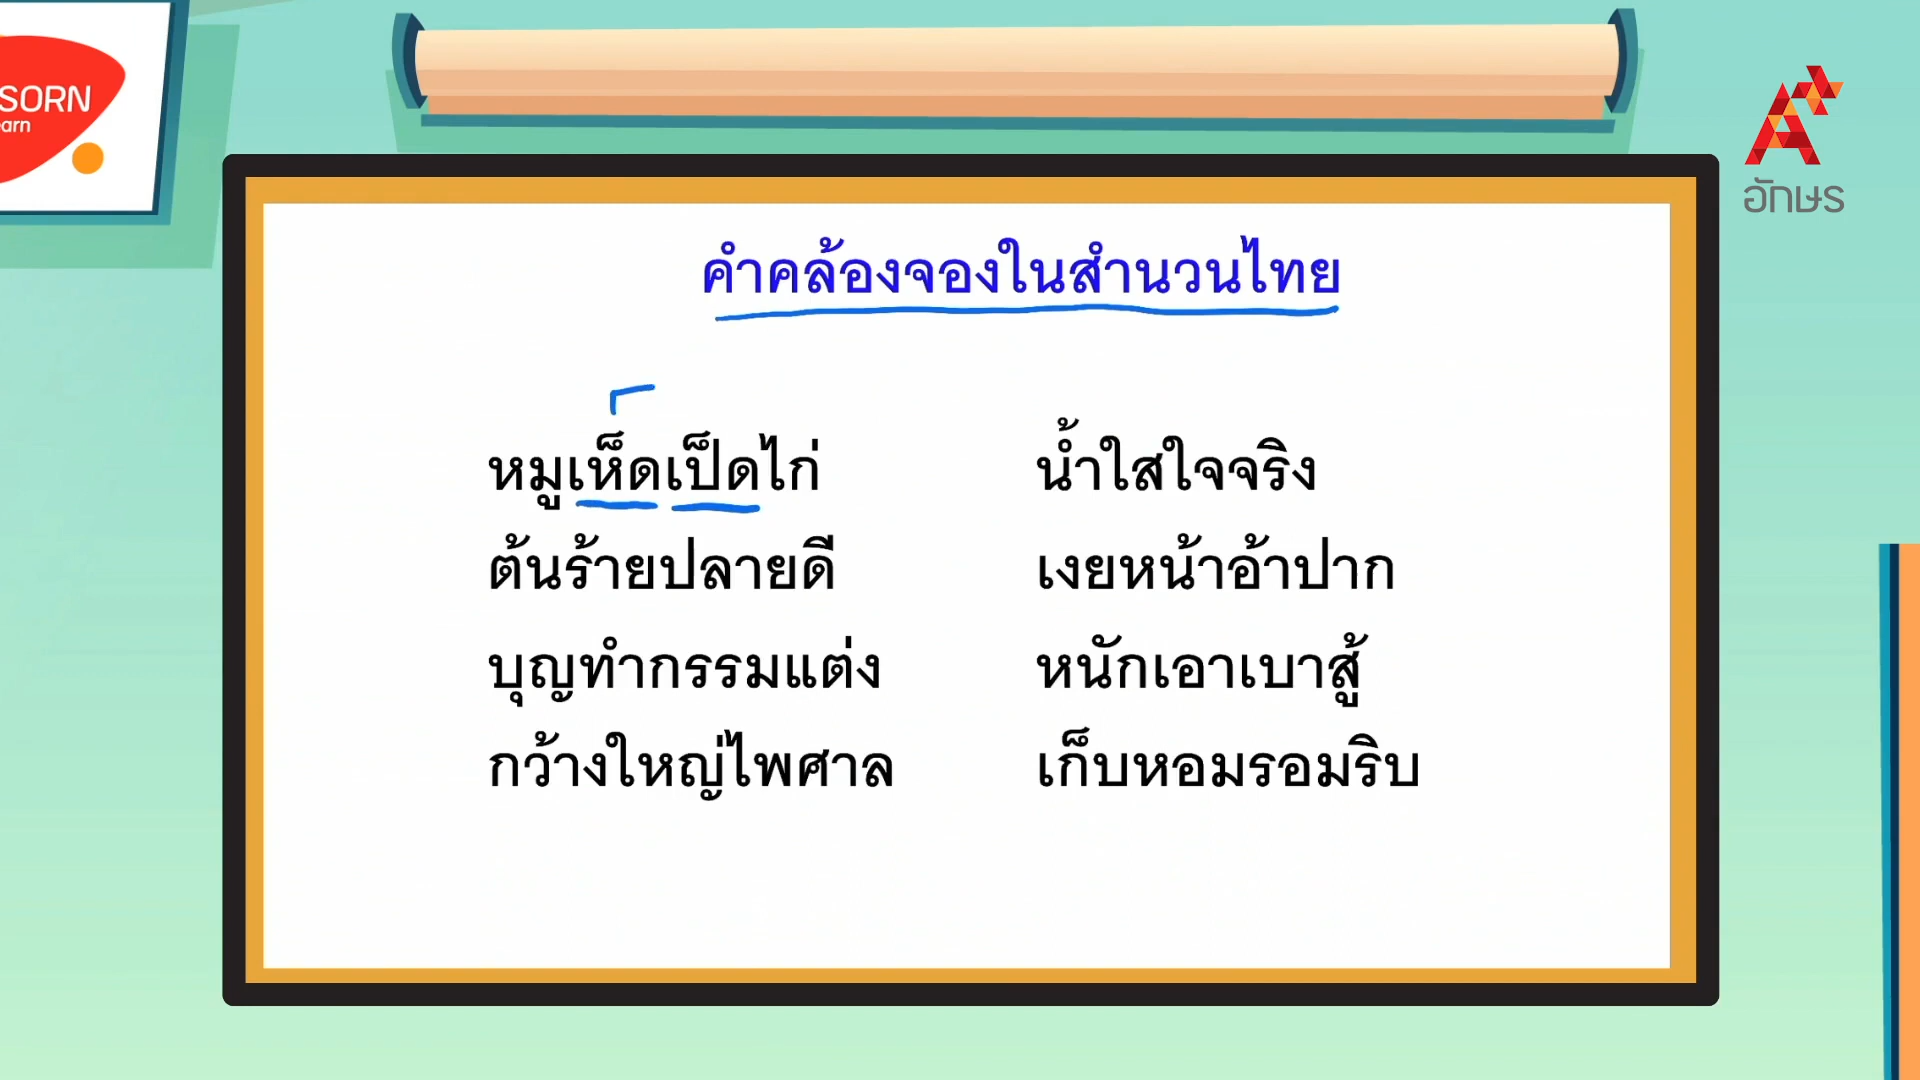 SORN
arn
อักษร
คำคล้องจองในสำนวนไทย
หมูเห็ดเป็ดไก่
น้ำใสใจจริง
ต้นร้ายปลายดี
เงยหน้าอ้าปาก
บุญทำกรรมแต่ง
หนักเอาเบาสู้
กว้างใหญ่ไพศาล
เก็บหอมรอมริบ